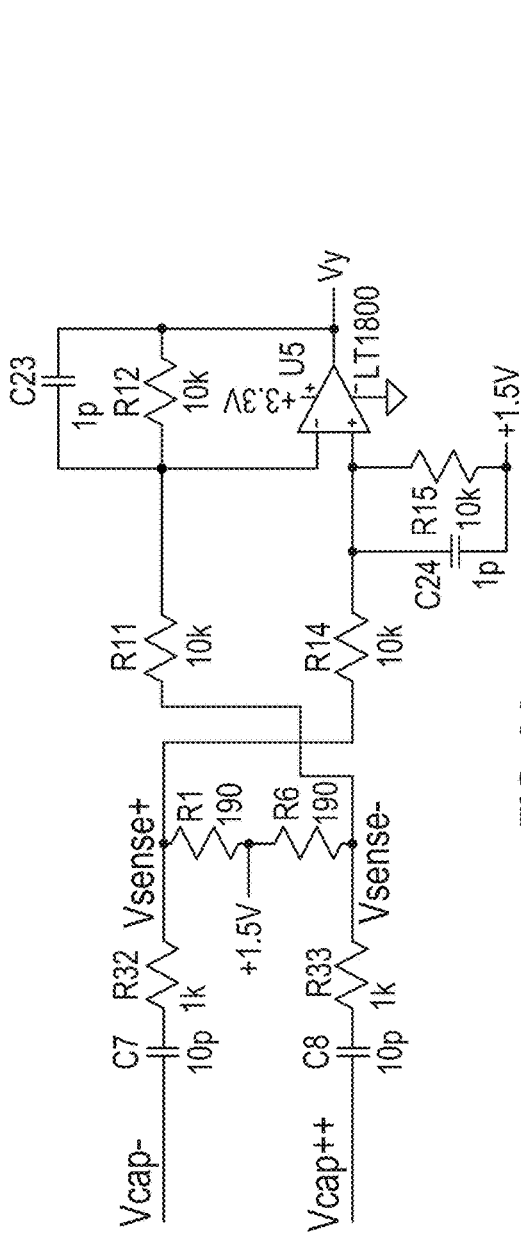 Vcap-
C7
10p
R32
1k
Vsense+
R1
190
+1.5V
R6
190
Vcap++
C8
10p
R33
1k
Vsense-
R11
10k
R14
10k
C23
1p
R12
10k
+3.3V
U5
-
+
+
-
LT1800
Vy
R15
10k
C24
1p
+1.5V